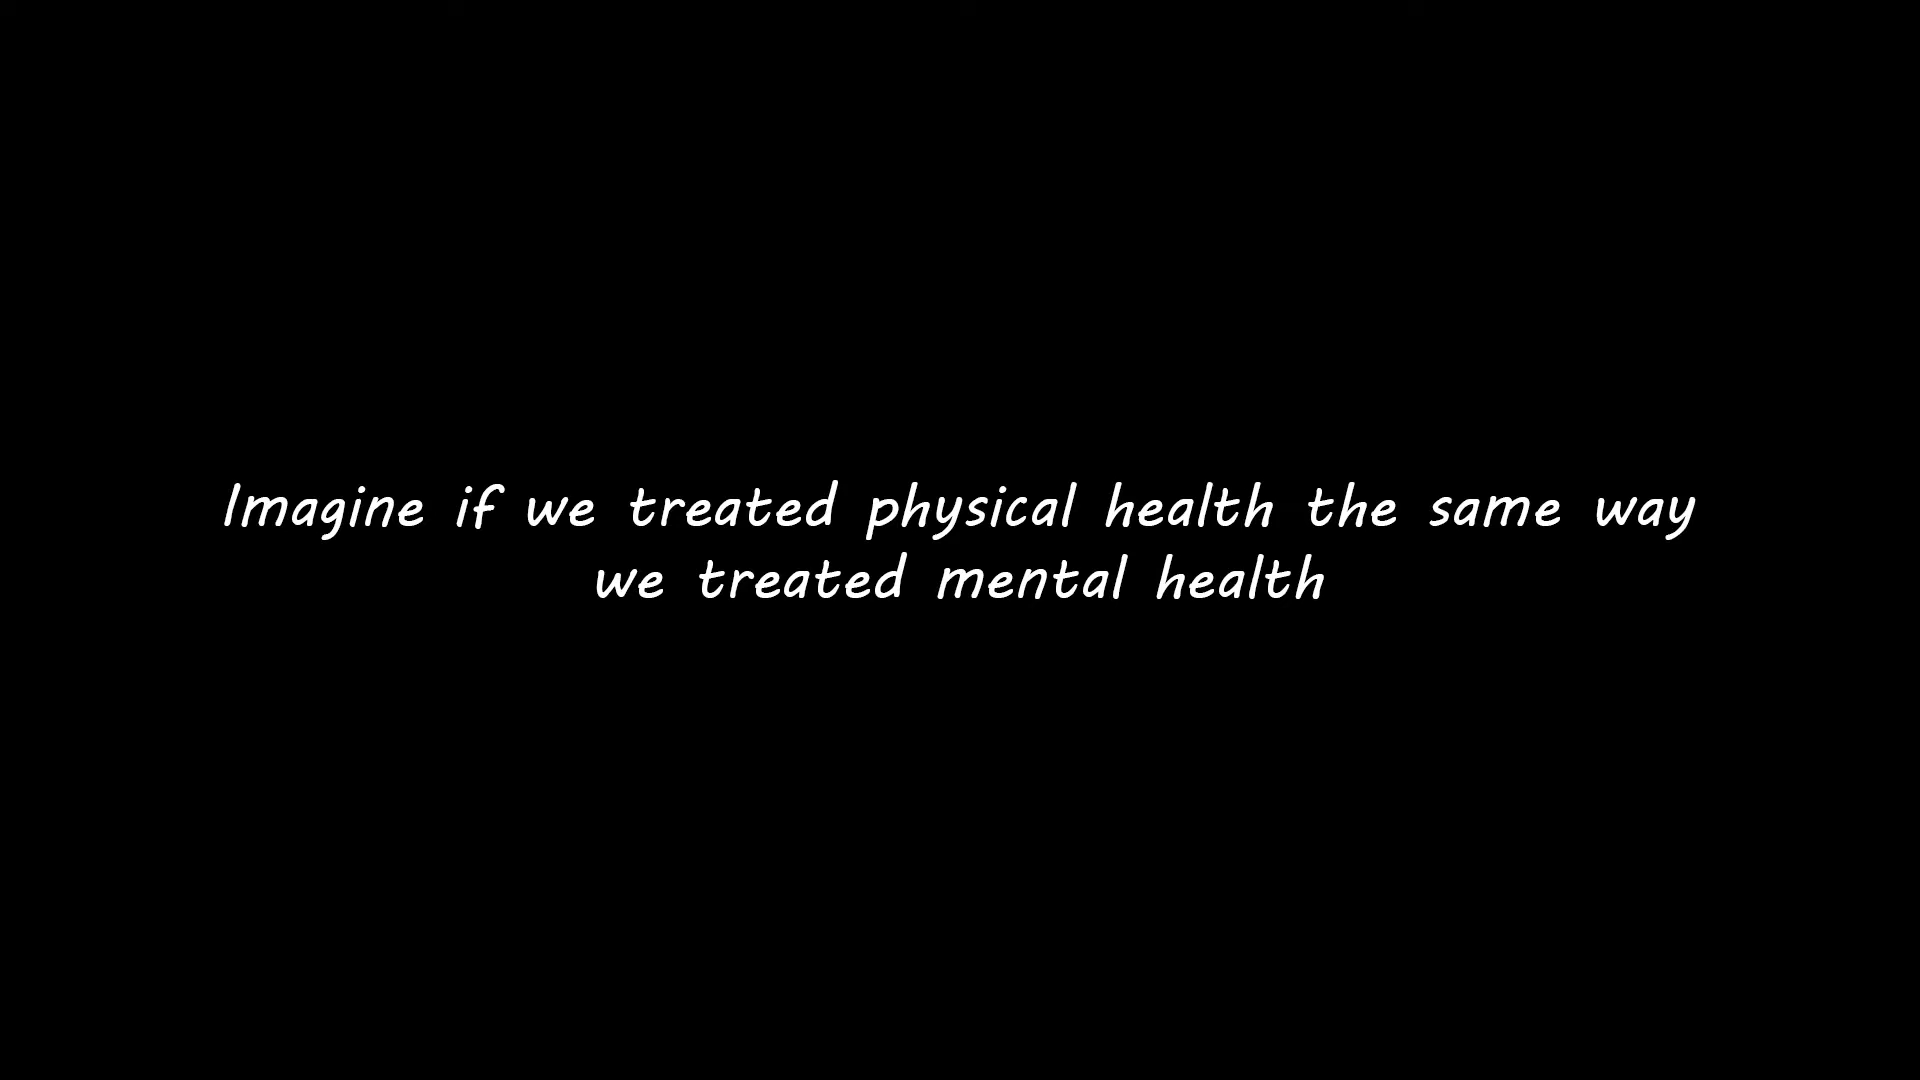 Imagine if we treated physical health the same way
we treated mental health